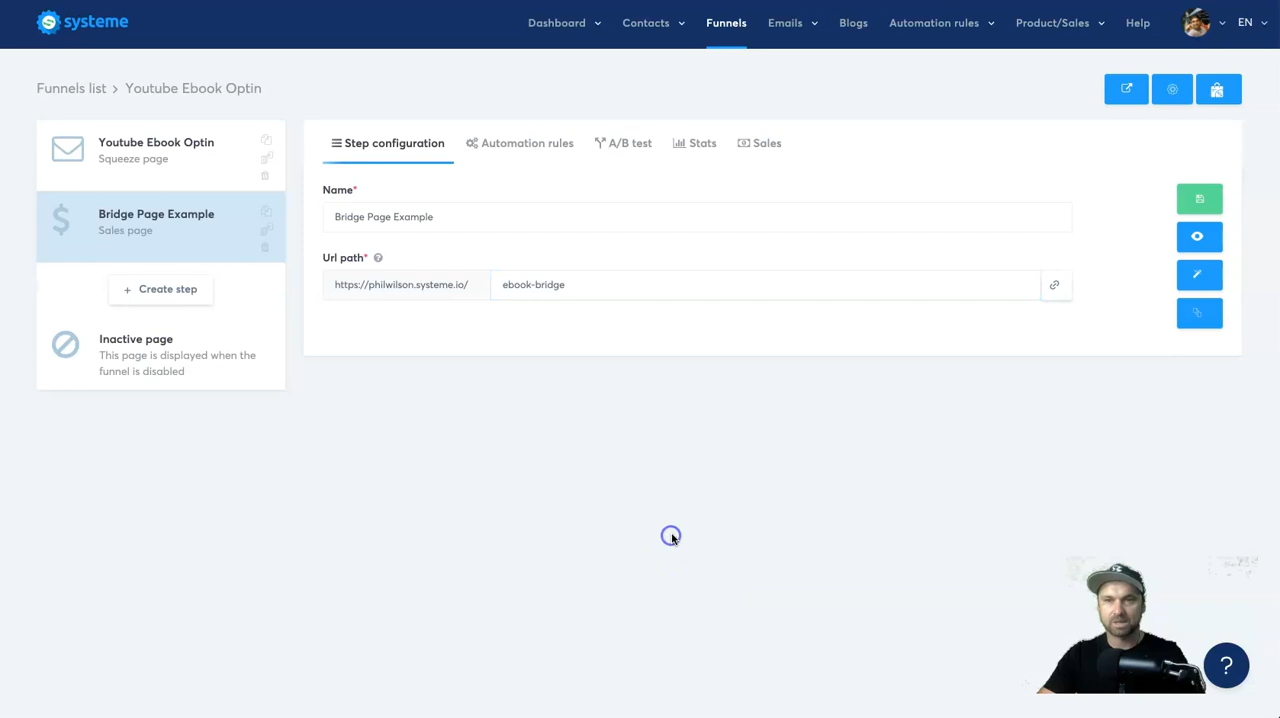 systeme
Dashboard
Contacts
Funnels
Emails
Blogs
Automation rules
Product/Sales
Help
EN
Funnels list > Youtube Ebook Optin
Youtube Ebook Optin
Squeeze page
Bridge Page Example
Sales page
+ Create step
Inactive page
This page is displayed when the
funnel is disabled
Step configuration
Automation rules
A/B test
Stats
Sales
Name*
Bridge Page Example
Url path* ?
https://philwilson.systeme.io/ ebook-bridge
?